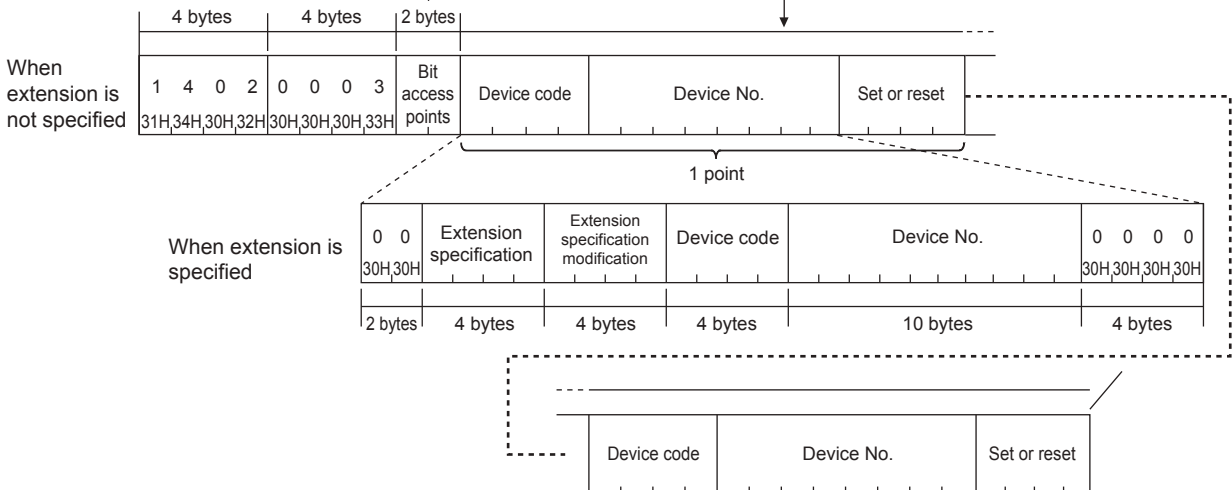 4 bytes 4 bytes 2 bytes
When
extension is
not specified
1 4 0 2 0 0 0 3
31H 34H 30H 32H 30H 30H 30H 33H
Bit
access
points
Device code Device No. Set or reset
1 point
When extension is
specified
0 0
30H 30H
Extension
specification
Extension
specification
modification
Device code Device No.
0 0 0 0
30H 30H 30H 30H
2 bytes 4 bytes 4 bytes 4 bytes 10 bytes 4 bytes
Device code Device No. Set or reset